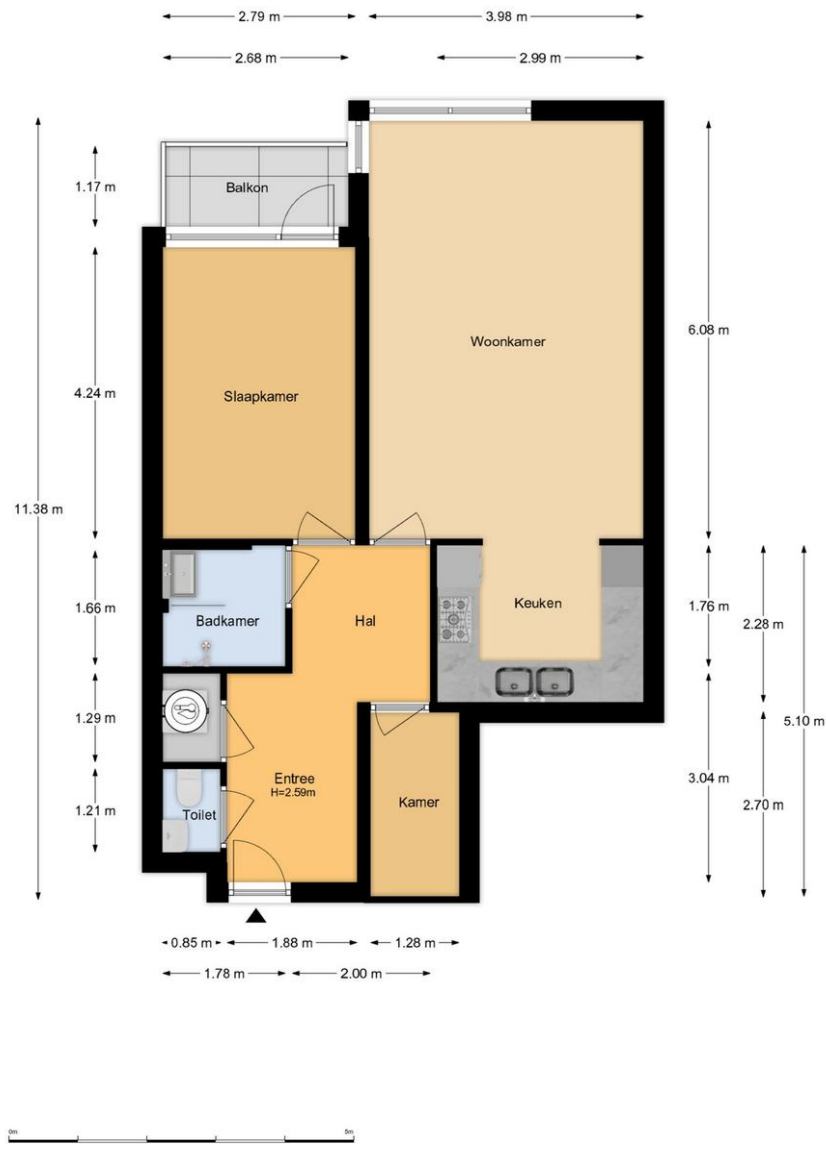 2.79 m
3.98 m
2.68 m
2.99 m
Balkon
1.17 m
Woonkamer
6.08 m
4.24 m
Slaapkamer
11.38 m
Badkamer
1.66 m
Hal
Keuken
1.76 m
2.28 m
1.29 m
5.10 m
Entree
H=2.59m
3.04 m
Kamer
2.70 m
1.21 m
Toilet
0.85 m
1.88 m
1.28 m
1.78 m
2.00 m
0m
5m